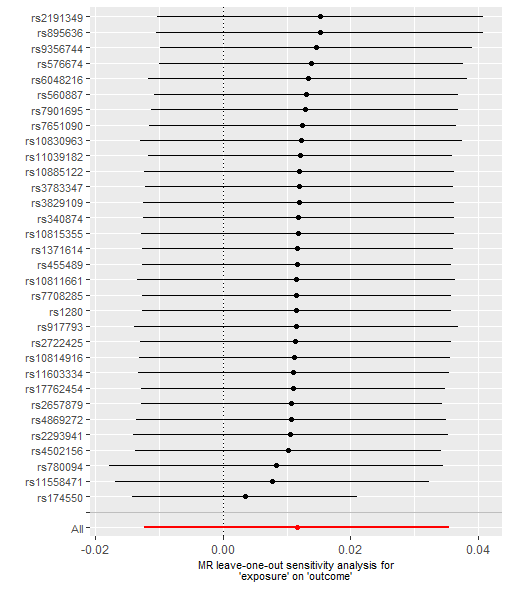 rs2191349
rs895636
rs9356744
rs576674
rs6048216
rs560887
rs7901695
rs7651090
rs10830963
rs11039182
rs10885122
rs3783347
rs3829109
rs340874
rs10815355
rs1371614
rs455489
rs10811661
rs7708285
rs1280
rs917793
rs2722425
rs10814916
rs11603334
rs17762454
rs2657879
rs4869272
rs2293941
rs4502156
rs780094
rs11558471
rs174550
All
-0.02 0.00 0.02 0.04
MR leave-one-out sensitivity analysis for
'exposure' on 'outcome'